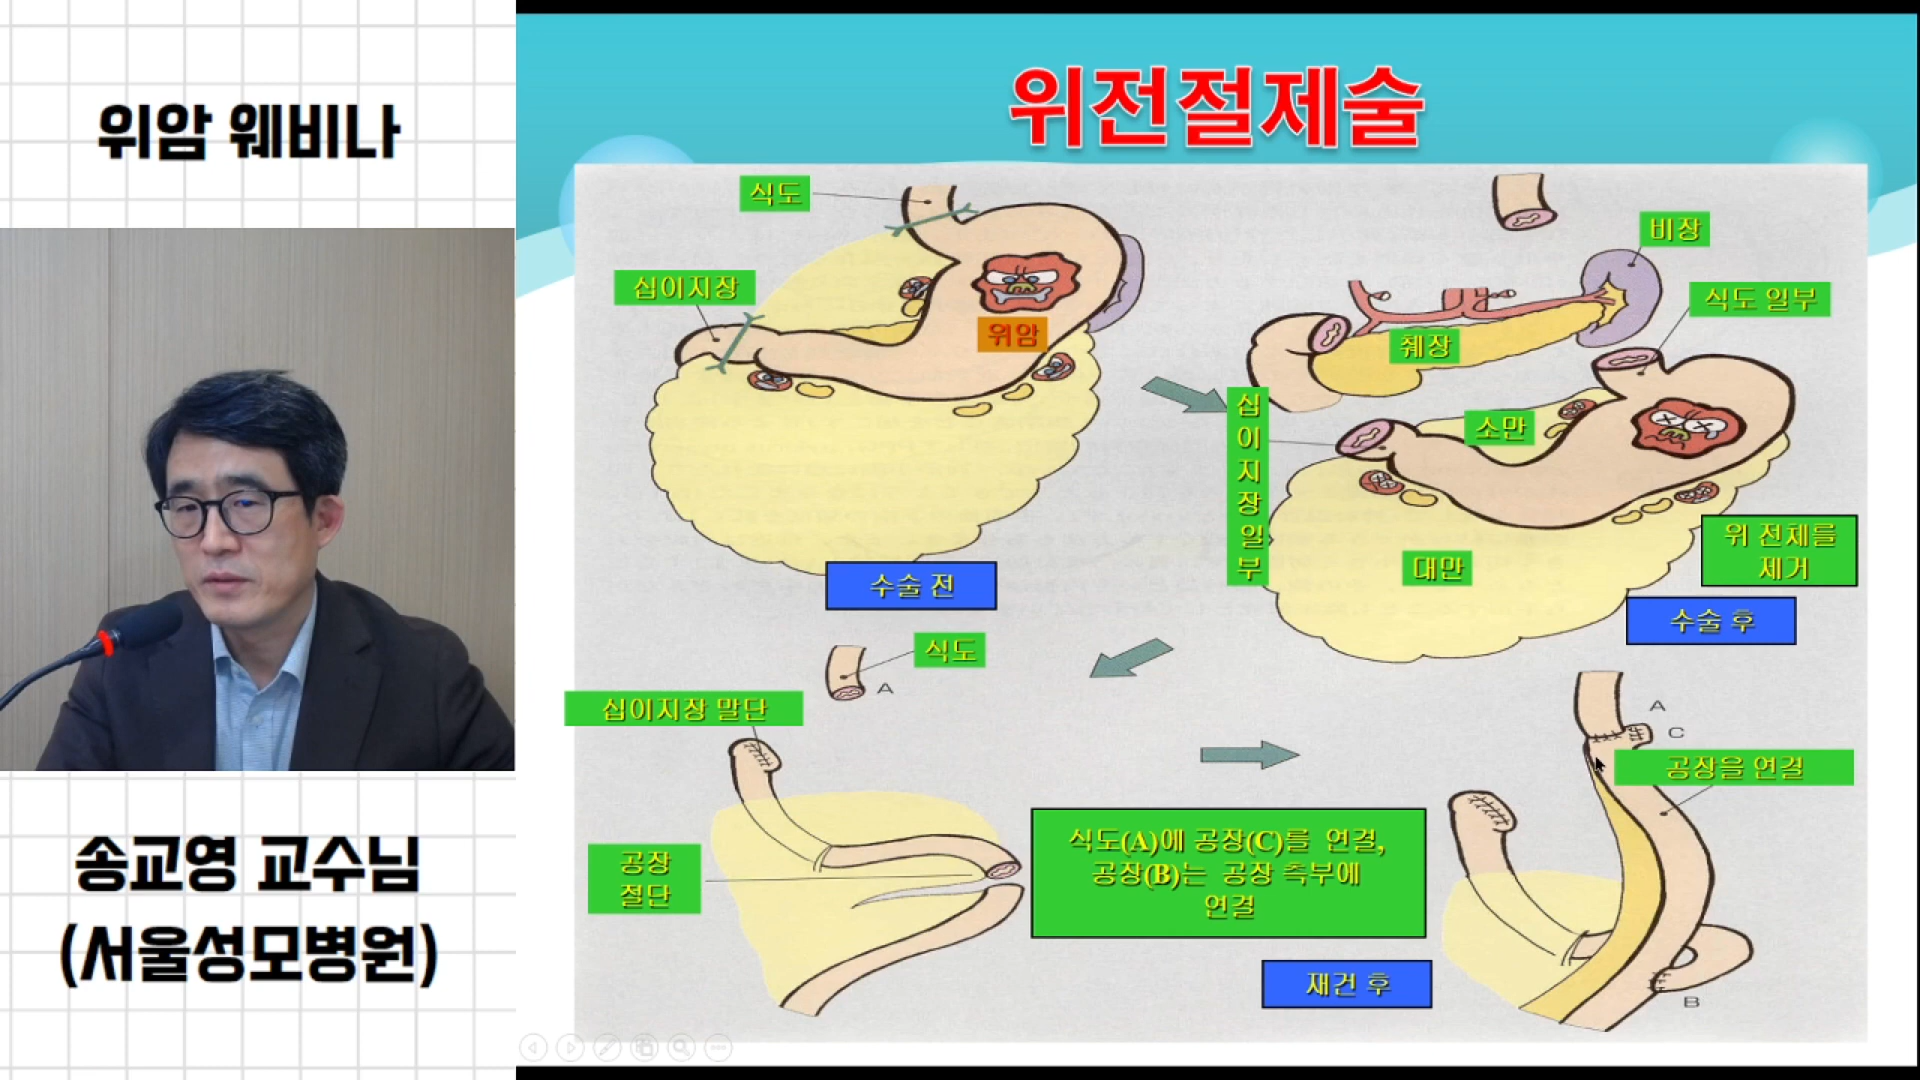 위암 웨비나
송교영 교수님
(서울성모병원)
위전절제술
식도
십이지장
위암
수술 전
비장
식도 일부
췌장
십이지장일부
소만
대만
위 전체를
제거
수술 후
식도
A
십이지장 말단
공장
절단
식도(A)에 공장(C)를 연결,
공장(B)는 공장 측부에
연결
재건 후
A
C
공장을 연결
B